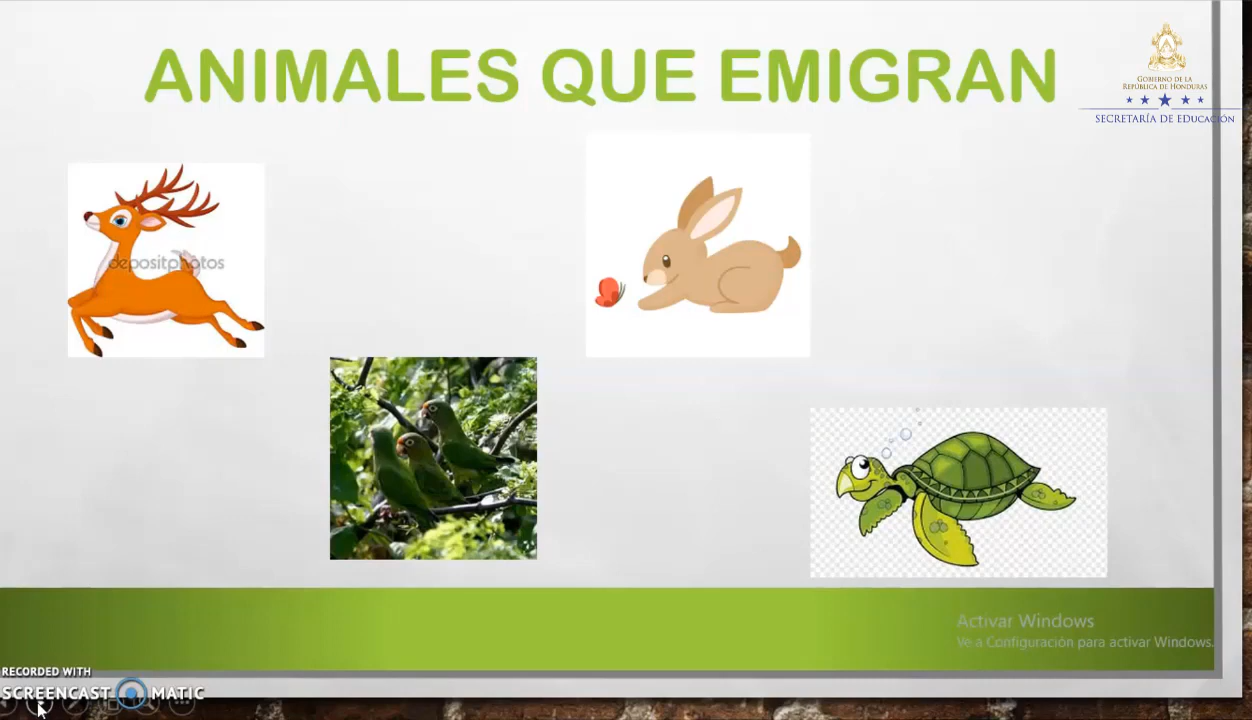 ANIMALES QUE EMIGRAN
GOBIERNO DE LA
REPÚBLICA DE HONDURAS
SECRETARÍA DE EDUCACIÓN
depositphotos
Activar Windows
Ve a Configuración para activar Windows.
RECORDED WITH
SCREENCAST-O-MATIC